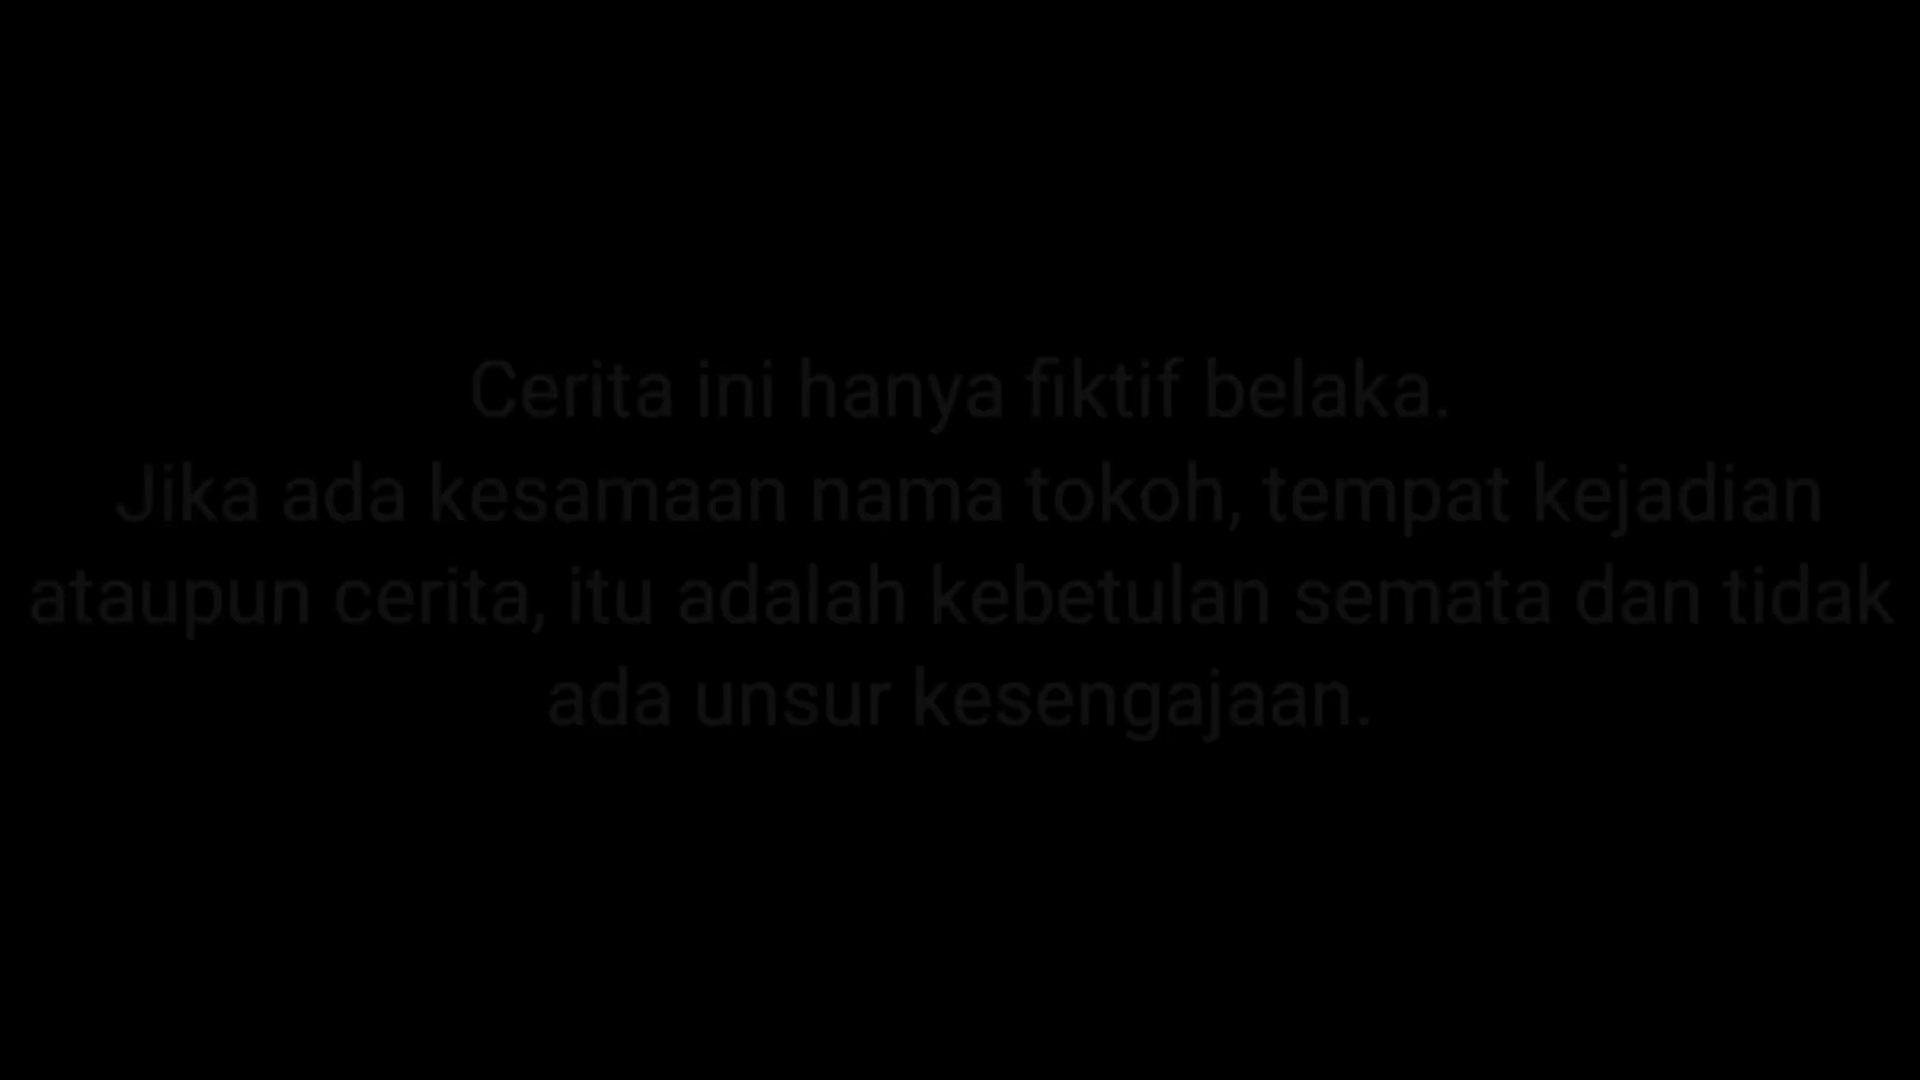 Cerita ini hanya fiktif belaka.
Jika ada kesamaan nama tokoh, tempat kejadian
ataupun cerita, itu adalah kebetulan semata dan tidak
ada unsur kesengajaan.